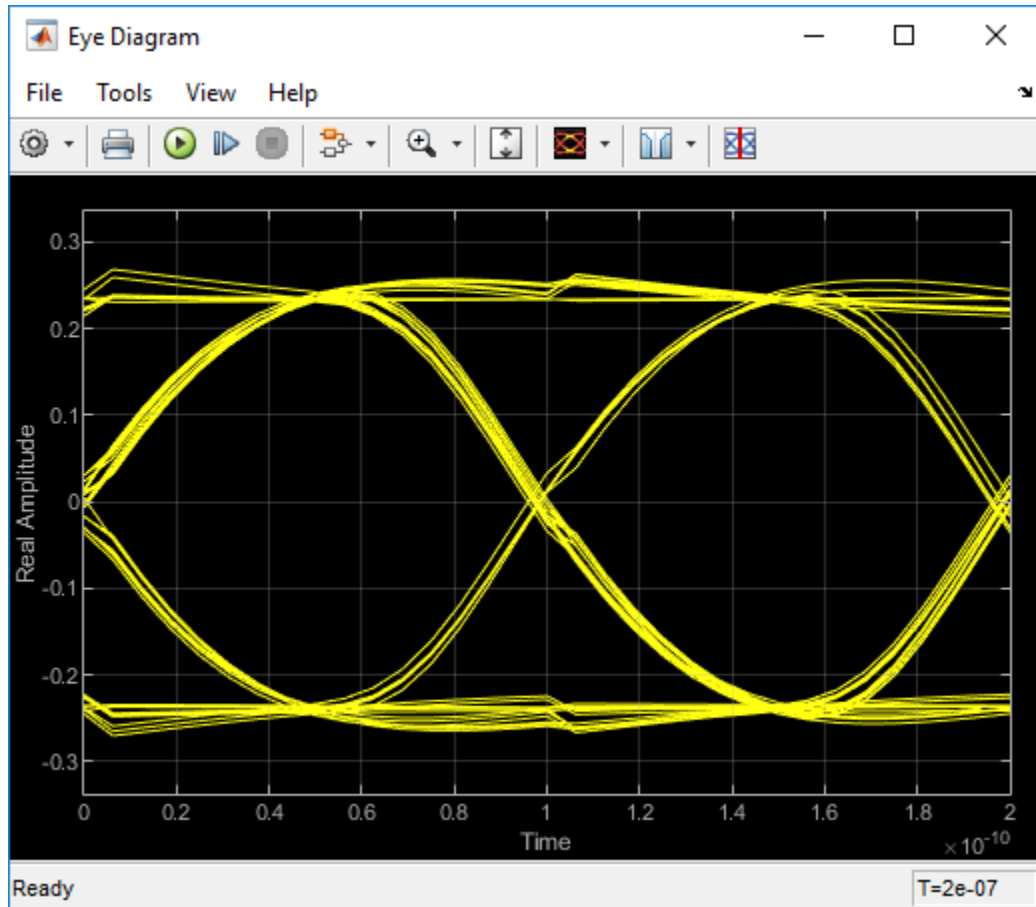 Eye Diagram
File Tools View Help
0.3
0.2
0.1
0
-0.1
-0.2
-0.3
Real Amplitude
0 0.2 0.4 0.6 0.8 1 1.2 1.4 1.6 1.8 2
Time
×10⁻¹⁰
Ready T=2e-07